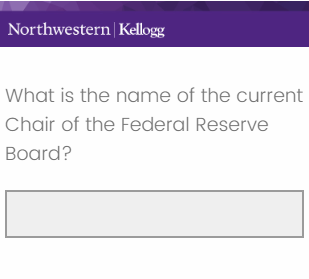 Northwestern | Kellogg
What is the name of the current
Chair of the Federal Reserve
Board?